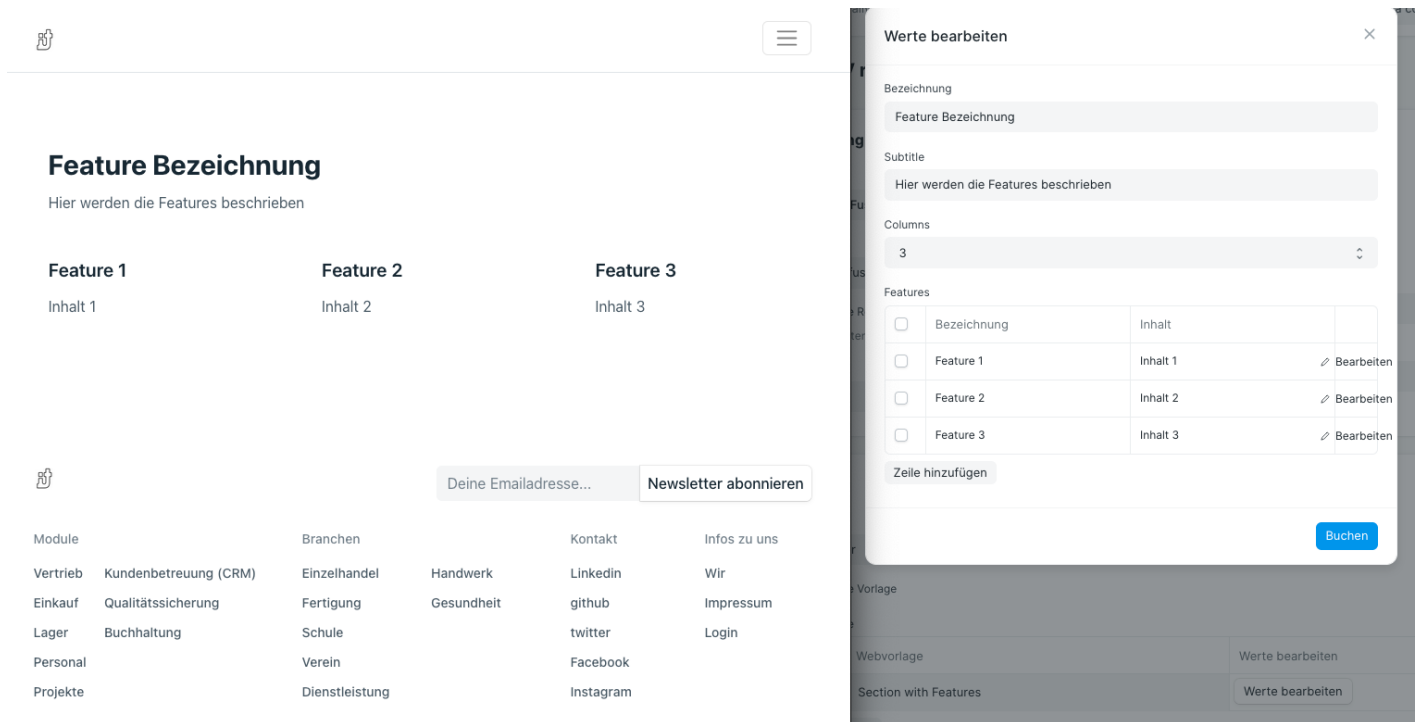 Feature Bezeichnung
Hier werden die Features beschrieben
Feature 1 Feature 2 Feature 3
Inhalt 1 Inhalt 2 Inhalt 3
Deine Emailadresse... Newsletter abonnieren
Module Branchen Kontakt Infos zu uns
Vertrieb Kundenbetreuung (CRM) Einzelhandel Handwerk Linkedin Wir
Einkauf Qualitätssicherung Fertigung Gesundheit github Impressum
Lager Buchhaltung Schule twitter Login
Personal Verein Facebook
Projekte Dienstleistung Instagram
Werte bearbeiten
Bezeichnung
Feature Bezeichnung
Subtitle
Hier werden die Features beschrieben
Columns
3
Features
Bezeichnung Inhalt
Feature 1 Inhalt 1 Bearbeiten
Feature 2 Inhalt 2 Bearbeiten
Feature 3 Inhalt 3 Bearbeiten
Zeile hinzufügen
Buchen
Vorlage
Webvorlage Werte bearbeiten
Section with Features Werte bearbeiten